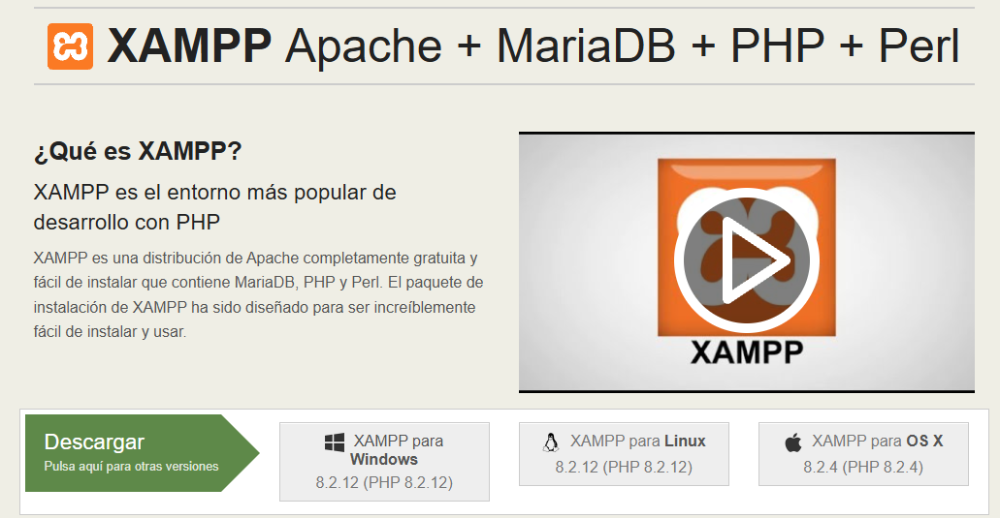 XAMPP Apache + MariaDB + PHP + Perl
¿Qué es XAMPP?
XAMPP es el entorno más popular de
desarrollo con PHP
XAMPP es una distribución de Apache completamente gratuita y
fácil de instalar que contiene MariaDB, PHP y Perl. El paquete de
instalación de XAMPP ha sido diseñado para ser increíblemente
fácil de instalar y usar.
XAMPP
Descargar
Pulsa aquí para otras versiones
XAMPP para
Windows
8.2.12 (PHP 8.2.12)
XAMPP para Linux
8.2.12 (PHP 8.2.12)
XAMPP para OS X
8.2.4 (PHP 8.2.4)